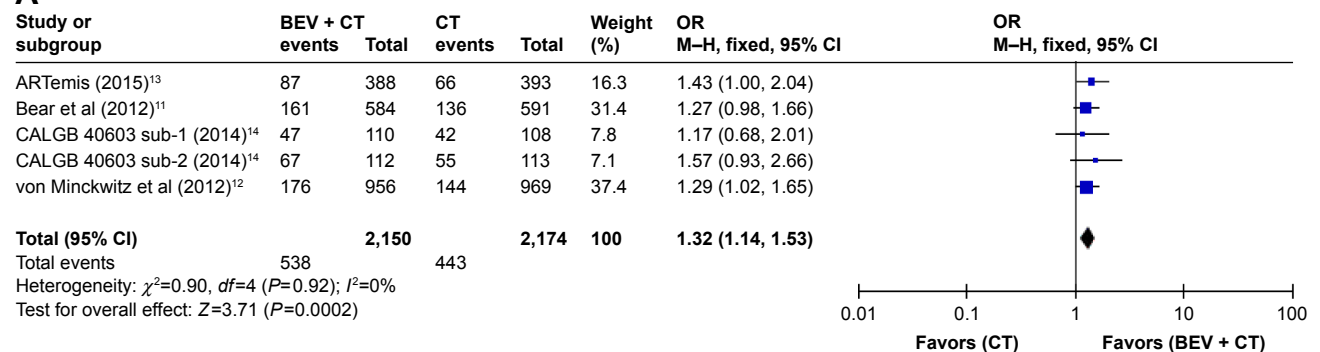 A
Study or BEV + CT CT Weight OR OR
subgroup events Total events Total (%) M–H, fixed, 95% CI M–H, fixed, 95% CI
ARTemis (2015)¹³ 87 388 66 393 16.3 1.43 (1.00, 2.04)
Bear et al (2012)¹¹ 161 584 136 591 31.4 1.27 (0.98, 1.66)
CALGB 40603 sub-1 (2014)¹⁴ 47 110 42 108 7.8 1.17 (0.68, 2.01)
CALGB 40603 sub-2 (2014)¹⁴ 67 112 55 113 7.1 1.57 (0.93, 2.66)
von Minckwitz et al (2012)¹² 176 956 144 969 37.4 1.29 (1.02, 1.65)
Total (95% CI) 2,150 2,174 100 1.32 (1.14, 1.53)
Total events 538 443
Heterogeneity: χ²=0.90, df=4 (P=0.92); I²=0%
Test for overall effect: Z=3.71 (P=0.0002)
0.01 0.1 1 10 100
Favors (CT) Favors (BEV + CT)